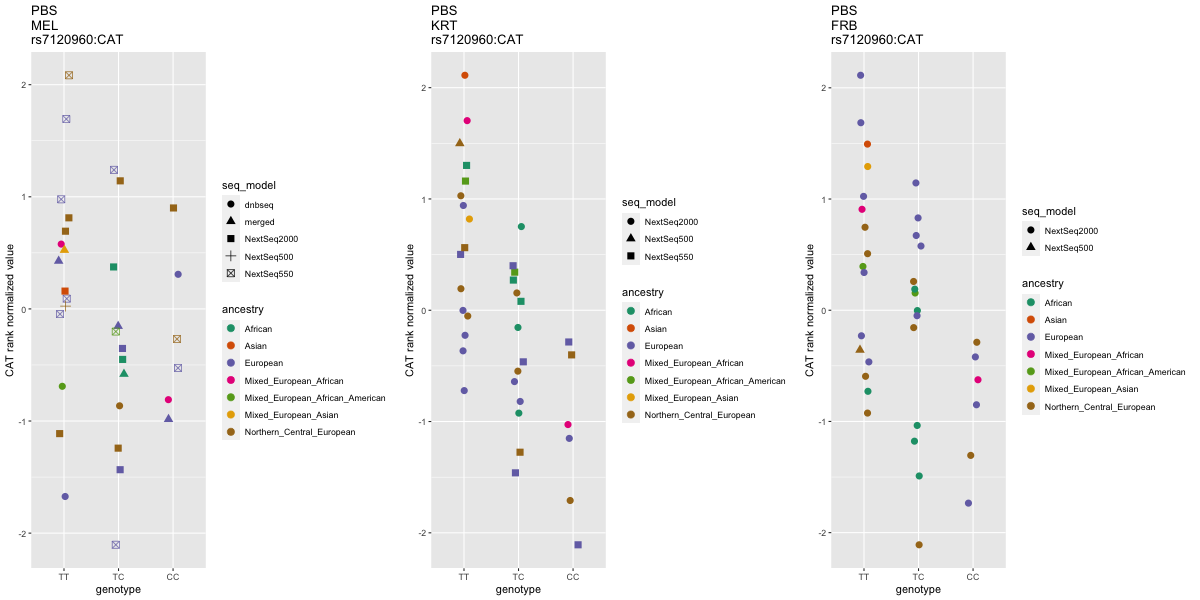 PBS
MEL
rs7120960:CAT
CAT rank normalized value
2
1
0
-1
-2
TT
TC
CC
genotype
seq_model
dnbseq
merged
NextSeq2000
NextSeq500
NextSeq550
ancestry
African
Asian
European
Mixed_European_African
Mixed_European_African_American
Mixed_European_Asian
Northern_Central_European
PBS
KRT
rs7120960:CAT
CAT rank normalized value
2
1
0
-1
-2
TT
TC
CC
genotype
seq_model
NextSeq2000
NextSeq500
NextSeq550
ancestry
African
Asian
European
Mixed_European_African
Mixed_European_African_American
Mixed_European_Asian
Northern_Central_European
PBS
FRB
rs7120960:CAT
CAT rank normalized value
2
1
0
-1
-2
TT
TC
CC
genotype
seq_model
NextSeq2000
NextSeq500
ancestry
African
Asian
European
Mixed_European_African
Mixed_European_African_American
Mixed_European_Asian
Northern_Central_European